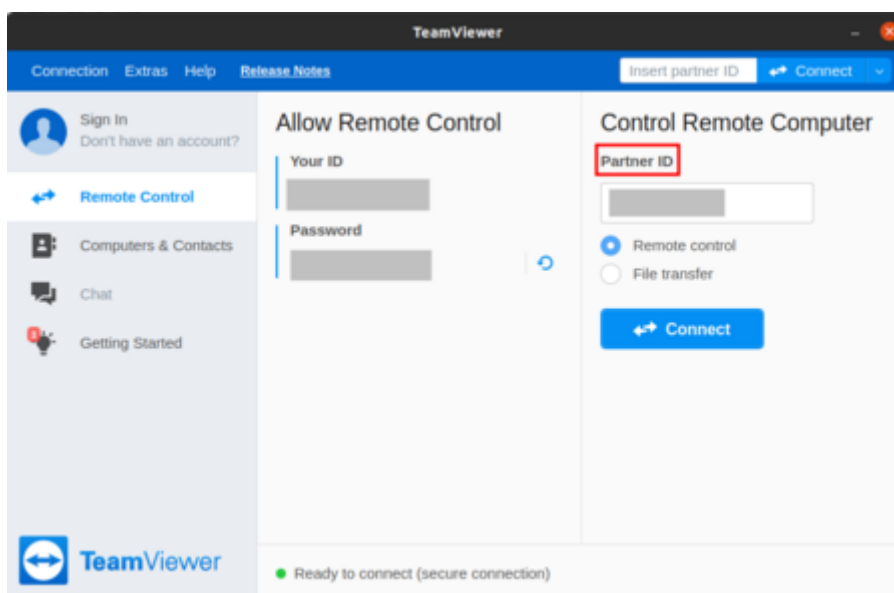 TeamViewer
Connection Extras Help Release Notes Insert partner ID Connect
Sign In
Don't have an account?
Remote Control
Computers & Contacts
Chat
Getting Started
TeamViewer
Allow Remote Control
Your ID
Password
Control Remote Computer
Partner ID
Remote control
File transfer
Connect
Ready to connect (secure connection)